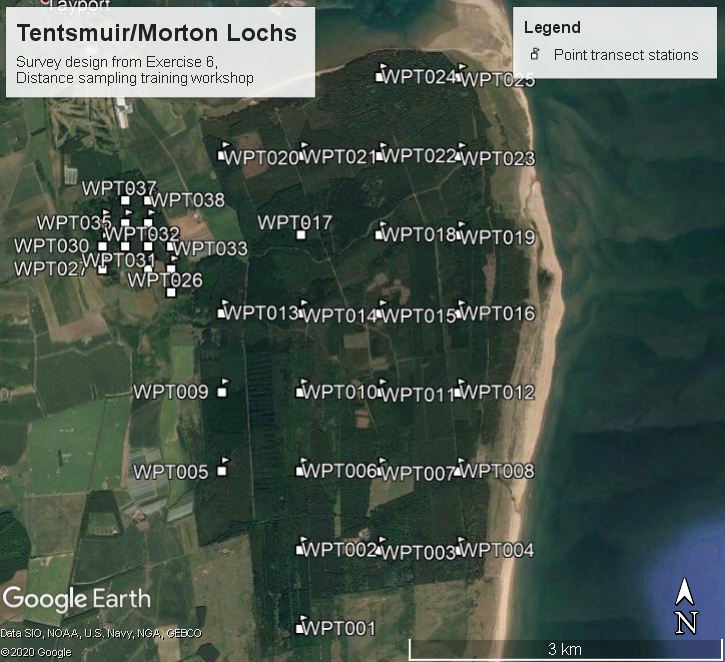 Tayport
Tentsmuir/Morton Lochs
Survey design from Exercise 6,
Distance sampling training workshop
Legend
Point transect stations
WPT024
WPT025
WPT020
WPT021
WPT022
WPT023
WPT037
WPT038
WPT035
WPT032
WPT017
WPT018
WPT019
WPT030
WPT033
WPT031
WPT027
WPT026
WPT013
WPT014
WPT015
WPT016
WPT009
WPT010
WPT011
WPT012
WPT005
WPT006
WPT007
WPT008
WPT002
WPT003
WPT004
Google Earth
N
WPT001
Data SIO, NOAA, U.S. Navy, NGA, GEBCO
©2020 Google
3 km